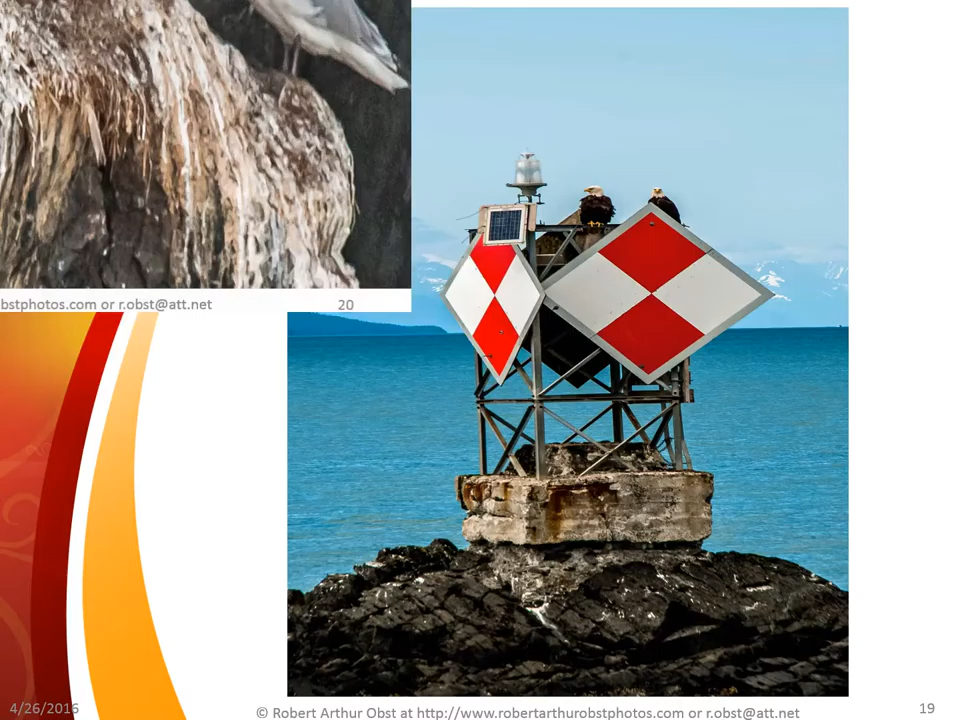 bstphotos.com or r.obst@att.net
20
4/26/2016
© Robert Arthur Obst at http://www.robertarthurobstphotos.com or r.obst@att.net
19